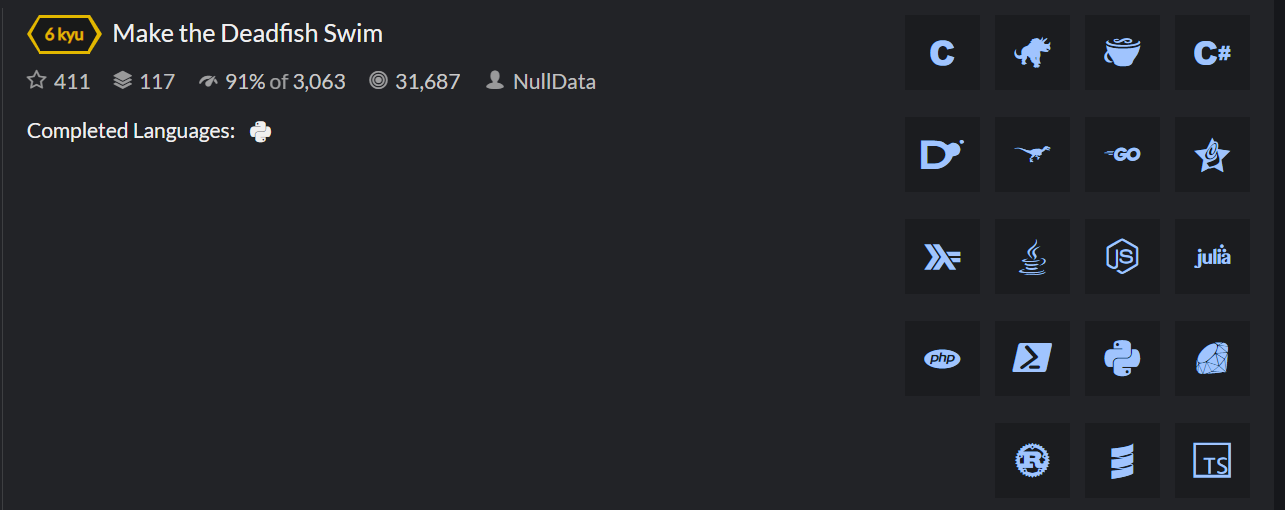 6 kyu Make the Deadfish Swim
411 117 91% of 3,063 31,687 NullData
Completed Languages:
C C#
D GO
JS julia
php
R TS